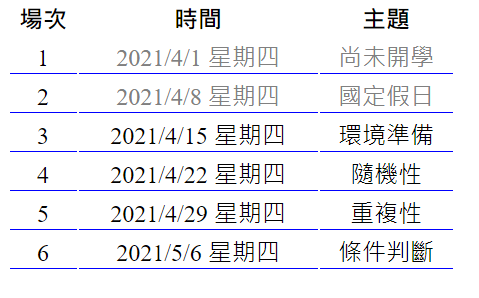 場次 時間 主題
1 2021/4/1 星期四 尚未開學
2 2021/4/8 星期四 國定假日
3 2021/4/15 星期四 環境準備
4 2021/4/22 星期四 隨機性
5 2021/4/29 星期四 重複性
6 2021/5/6 星期四 條件判斷